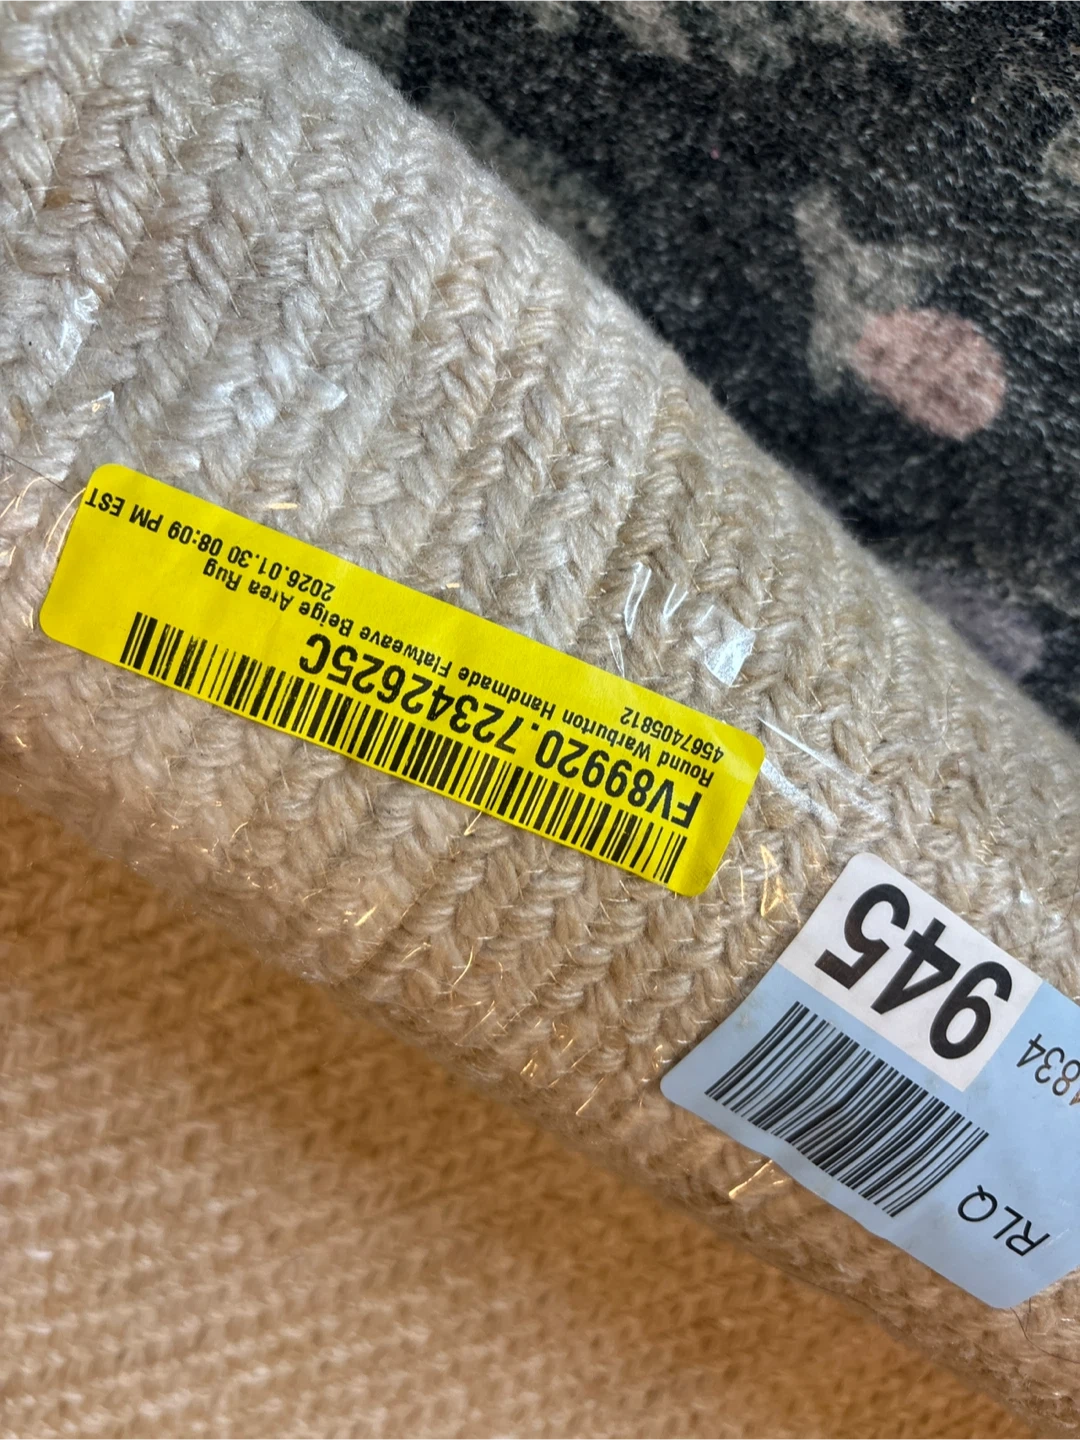 4567405812
FV89920.72342625C
Round Warburton Handmade Flatweave Beige Area Rug
2026.01.30 08:09 PM EST
945
RLQ